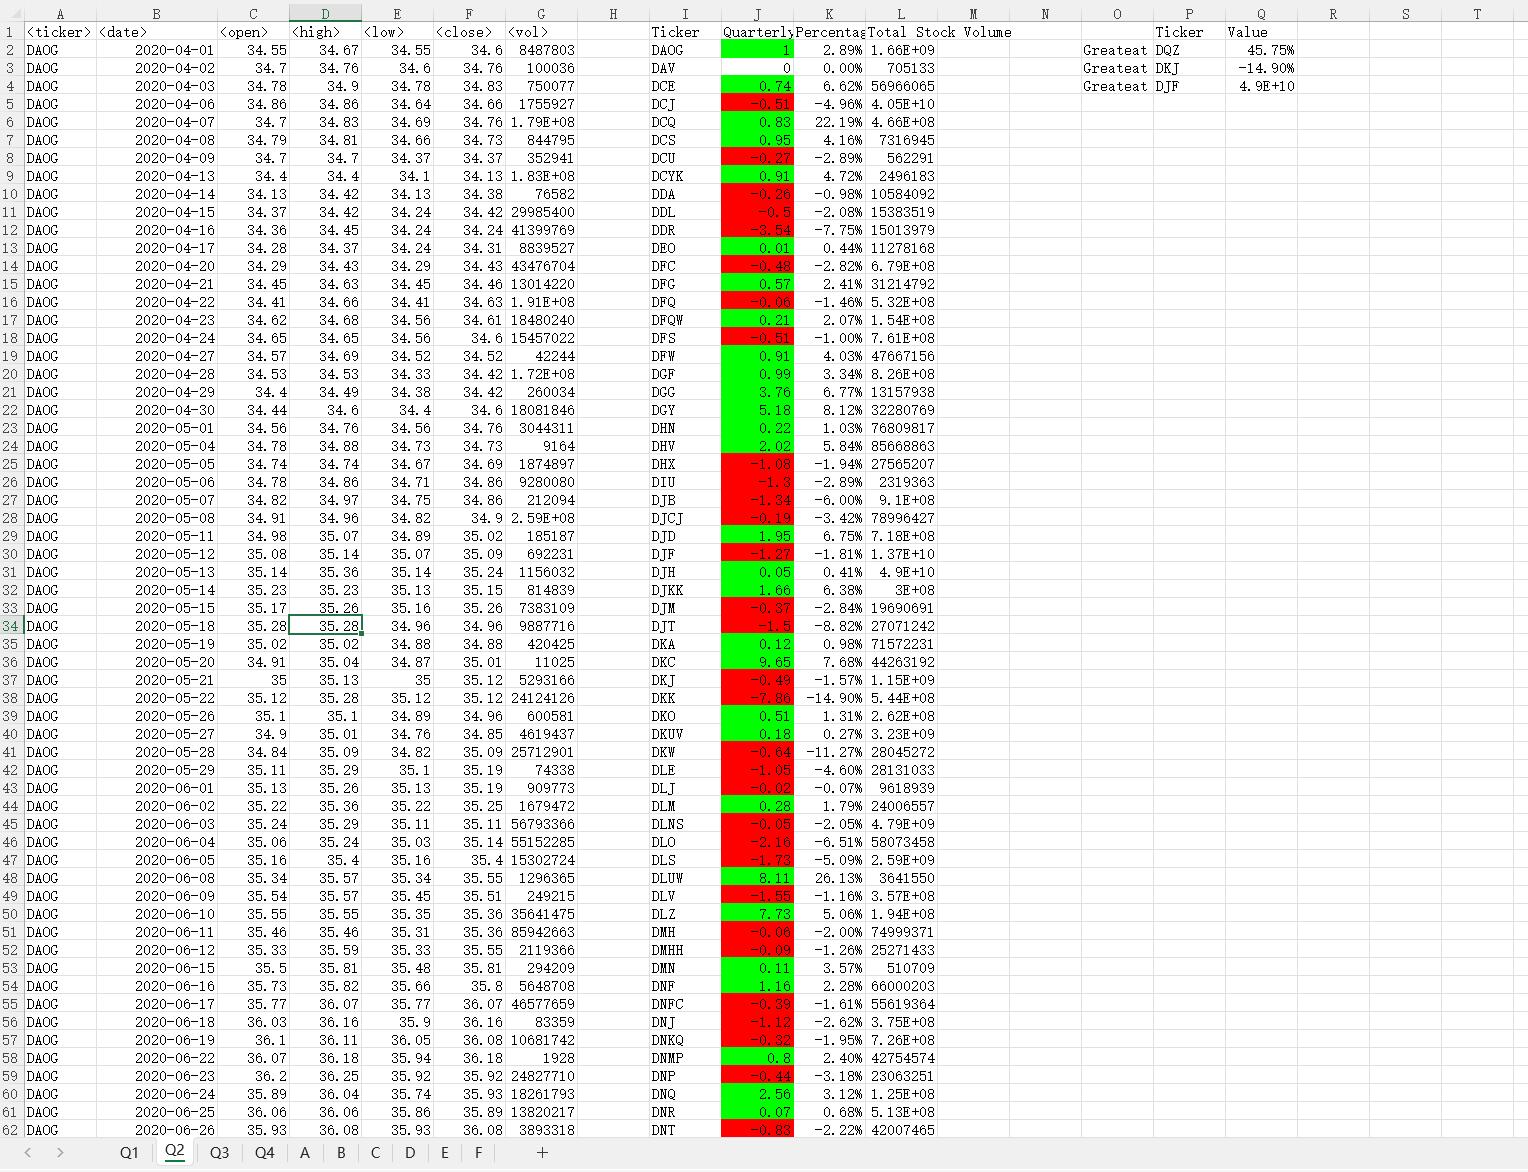 A B C D E F G H I J K L M N O P Q R S T
1 <ticker> <date> <open> <high> <low> <close> <vol> Ticker Quarterly Percentag Total Stock Volume Ticker Value
2 DAOG 2020-04-01 34.55 34.67 34.55 34.6 8487803 DAOG 1 2.89% 1.66E+09 Greateat DQZ 45.75%
3 DAOG 2020-04-02 34.7 34.76 34.6 34.76 100036 DAV 0 0.00% 705133 Greateat DKJ -14.90%
4 DAOG 2020-04-03 34.78 34.9 34.78 34.83 750077 DCE 0.74 6.62% 56966065 Greateat DJF 4.9E+10
5 DAOG 2020-04-06 34.86 34.86 34.64 34.66 1755927 DCJ -0.51 -4.96% 4.05E+10
6 DAOG 2020-04-07 34.7 34.83 34.69 34.76 1.79E+08 DCQ 0.83 22.19% 4.66E+08
7 DAOG 2020-04-08 34.79 34.81 34.66 34.73 844795 DCS 0.95 4.16% 7316945
8 DAOG 2020-04-09 34.7 34.7 34.37 34.37 352941 DCU -0.27 -2.89% 562291
9 DAOG 2020-04-13 34.4 34.4 34.1 34.13 1.83E+08 DCYK 0.91 4.72% 2496183
10 DAOG 2020-04-14 34.13 34.42 34.13 34.38 76582 DDA -0.26 -0.98% 10584092
11 DAOG 2020-04-15 34.37 34.42 34.24 34.42 29985400 DDL -0.5 -2.08% 15383519
12 DAOG 2020-04-16 34.36 34.45 34.24 34.24 41399769 DDR -3.54 -7.75% 15013979
13 DAOG 2020-04-17 34.28 34.37 34.24 34.31 8839527 DEO 0.01 0.44% 11278168
14 DAOG 2020-04-20 34.29 34.43 34.29 34.43 43476704 DFC -0.48 -2.82% 6.79E+08
15 DAOG 2020-04-21 34.45 34.63 34.45 34.46 13014220 DFG 0.57 2.41% 31214792
16 DAOG 2020-04-22 34.41 34.66 34.41 34.63 1.91E+08 DFQ -0.06 -1.46% 5.32E+08
17 DAOG 2020-04-23 34.62 34.68 34.56 34.61 18480240 DFQW 0.21 2.07% 1.54E+08
18 DAOG 2020-04-24 34.65 34.65 34.56 34.6 15457022 DFS -0.51 -1.00% 7.61E+08
19 DAOG 2020-04-27 34.57 34.69 34.52 34.52 42244 DFW 0.91 4.03% 47667156
20 DAOG 2020-04-28 34.53 34.53 34.33 34.42 1.72E+08 DGF 0.99 3.34% 8.26E+08
21 DAOG 2020-04-29 34.4 34.49 34.38 34.42 260034 DGG 3.76 6.77% 13157938
22 DAOG 2020-04-30 34.44 34.6 34.4 34.6 18081846 DGY 5.18 8.12% 32280769
23 DAOG 2020-05-01 34.56 34.76 34.56 34.76 3044311 DHN 0.22 1.03% 76809817
24 DAOG 2020-05-04 34.78 34.88 34.73 34.73 9164 DHV 2.02 5.84% 85668863
25 DAOG 2020-05-05 34.74 34.74 34.67 34.69 1874897 DHX -1.08 -1.94% 27565207
26 DAOG 2020-05-06 34.78 34.86 34.71 34.86 9280080 DIU -1.3 -2.89% 2319363
27 DAOG 2020-05-07 34.82 34.97 34.75 34.86 212094 DJB -1.34 -6.00% 9.1E+08
28 DAOG 2020-05-08 34.91 34.96 34.82 34.9 2.59E+08 DJCJ -0.19 -3.42% 78996427
29 DAOG 2020-05-11 34.98 35.07 34.89 35.02 185187 DJD 1.95 6.75% 7.18E+08
30 DAOG 2020-05-12 35.08 35.14 35.07 35.09 692231 DJF -1.27 -1.81% 1.37E+10
31 DAOG 2020-05-13 35.14 35.36 35.14 35.24 1156032 DJH 0.05 0.41% 4.9E+10
32 DAOG 2020-05-14 35.23 35.23 35.13 35.15 814839 DJKK 1.66 6.38% 3E+08
33 DAOG 2020-05-15 35.17 35.26 35.16 35.26 7383109 DJM -0.37 -2.84% 19690691
34 DAOG 2020-05-18 35.28 35.28 34.96 34.96 9887716 DJT -1.5 -8.82% 27071242
35 DAOG 2020-05-19 35.02 35.02 34.88 34.88 420425 DKA 0.12 0.98% 71572231
36 DAOG 2020-05-20 34.91 35.04 34.87 35.01 11025 DKC 9.65 7.68% 44263192
37 DAOG 2020-05-21 35 35.13 35 35.12 5293166 DKJ -0.49 -1.57% 1.15E+09
38 DAOG 2020-05-22 35.12 35.28 35.12 35.12 24124126 DKK -7.86 -14.90% 5.44E+08
39 DAOG 2020-05-26 35.1 35.1 34.89 34.96 600581 DKO 0.51 1.31% 2.62E+08
40 DAOG 2020-05-27 34.9 35.01 34.76 34.85 4619437 DKUV 0.18 0.27% 3.23E+09
41 DAOG 2020-05-28 34.84 35.09 34.82 35.09 25712901 DKW -0.64 -11.27% 28045272
42 DAOG 2020-05-29 35.11 35.29 35.1 35.19 74338 DLE -1.05 -4.60% 28131033
43 DAOG 2020-06-01 35.13 35.26 35.13 35.19 909773 DLJ -0.02 -0.07% 9618939
44 DAOG 2020-06-02 35.22 35.36 35.22 35.25 1679472 DLM 0.28 1.79% 24006557
45 DAOG 2020-06-03 35.24 35.29 35.11 35.11 56793366 DLNS -0.05 -2.05% 4.79E+09
46 DAOG 2020-06-04 35.06 35.24 35.03 35.14 55152285 DLO -2.16 -6.51% 58073458
47 DAOG 2020-06-05 35.16 35.4 35.16 35.4 15302724 DLS -1.73 -5.09% 2.59E+09
48 DAOG 2020-06-08 35.34 35.57 35.34 35.55 1296365 DLUW 8.11 26.13% 3641550
49 DAOG 2020-06-09 35.54 35.57 35.45 35.51 249215 DLV -1.55 -1.16% 3.57E+08
50 DAOG 2020-06-10 35.55 35.55 35.35 35.36 35641475 DLZ 7.73 5.06% 1.94E+08
51 DAOG 2020-06-11 35.46 35.46 35.31 35.36 85942663 DMH -0.06 -2.00% 74999371
52 DAOG 2020-06-12 35.33 35.59 35.33 35.55 2119366 DMHH -0.09 -1.26% 25271433
53 DAOG 2020-06-15 35.5 35.81 35.48 35.81 294209 DMN 0.11 3.57% 510709
54 DAOG 2020-06-16 35.73 35.82 35.66 35.8 5648708 DNF 1.16 2.28% 66000203
55 DAOG 2020-06-17 35.77 36.07 35.77 36.07 46577659 DNFC -0.39 -1.61% 55619364
56 DAOG 2020-06-18 36.03 36.16 35.9 36.16 83359 DNJ -1.12 -2.62% 3.75E+08
57 DAOG 2020-06-19 36.1 36.11 36.05 36.08 10681742 DNKQ -0.32 -1.95% 7.26E+08
58 DAOG 2020-06-22 36.07 36.18 35.94 36.18 1928 DNMP 0.8 2.40% 42754574
59 DAOG 2020-06-23 36.2 36.25 35.92 35.92 24827710 DNP -0.44 -3.18% 23063251
60 DAOG 2020-06-24 35.89 36.04 35.74 35.93 18261793 DNQ 2.56 3.12% 1.25E+08
61 DAOG 2020-06-25 36.06 36.06 35.86 35.89 13820217 DNR 0.07 0.68% 5.13E+08
62 DAOG 2020-06-26 35.93 36.08 35.93 36.08 3893318 DNT -0.83 -2.22% 42007465
Q1 Q2 Q3 Q4 A B C D E F